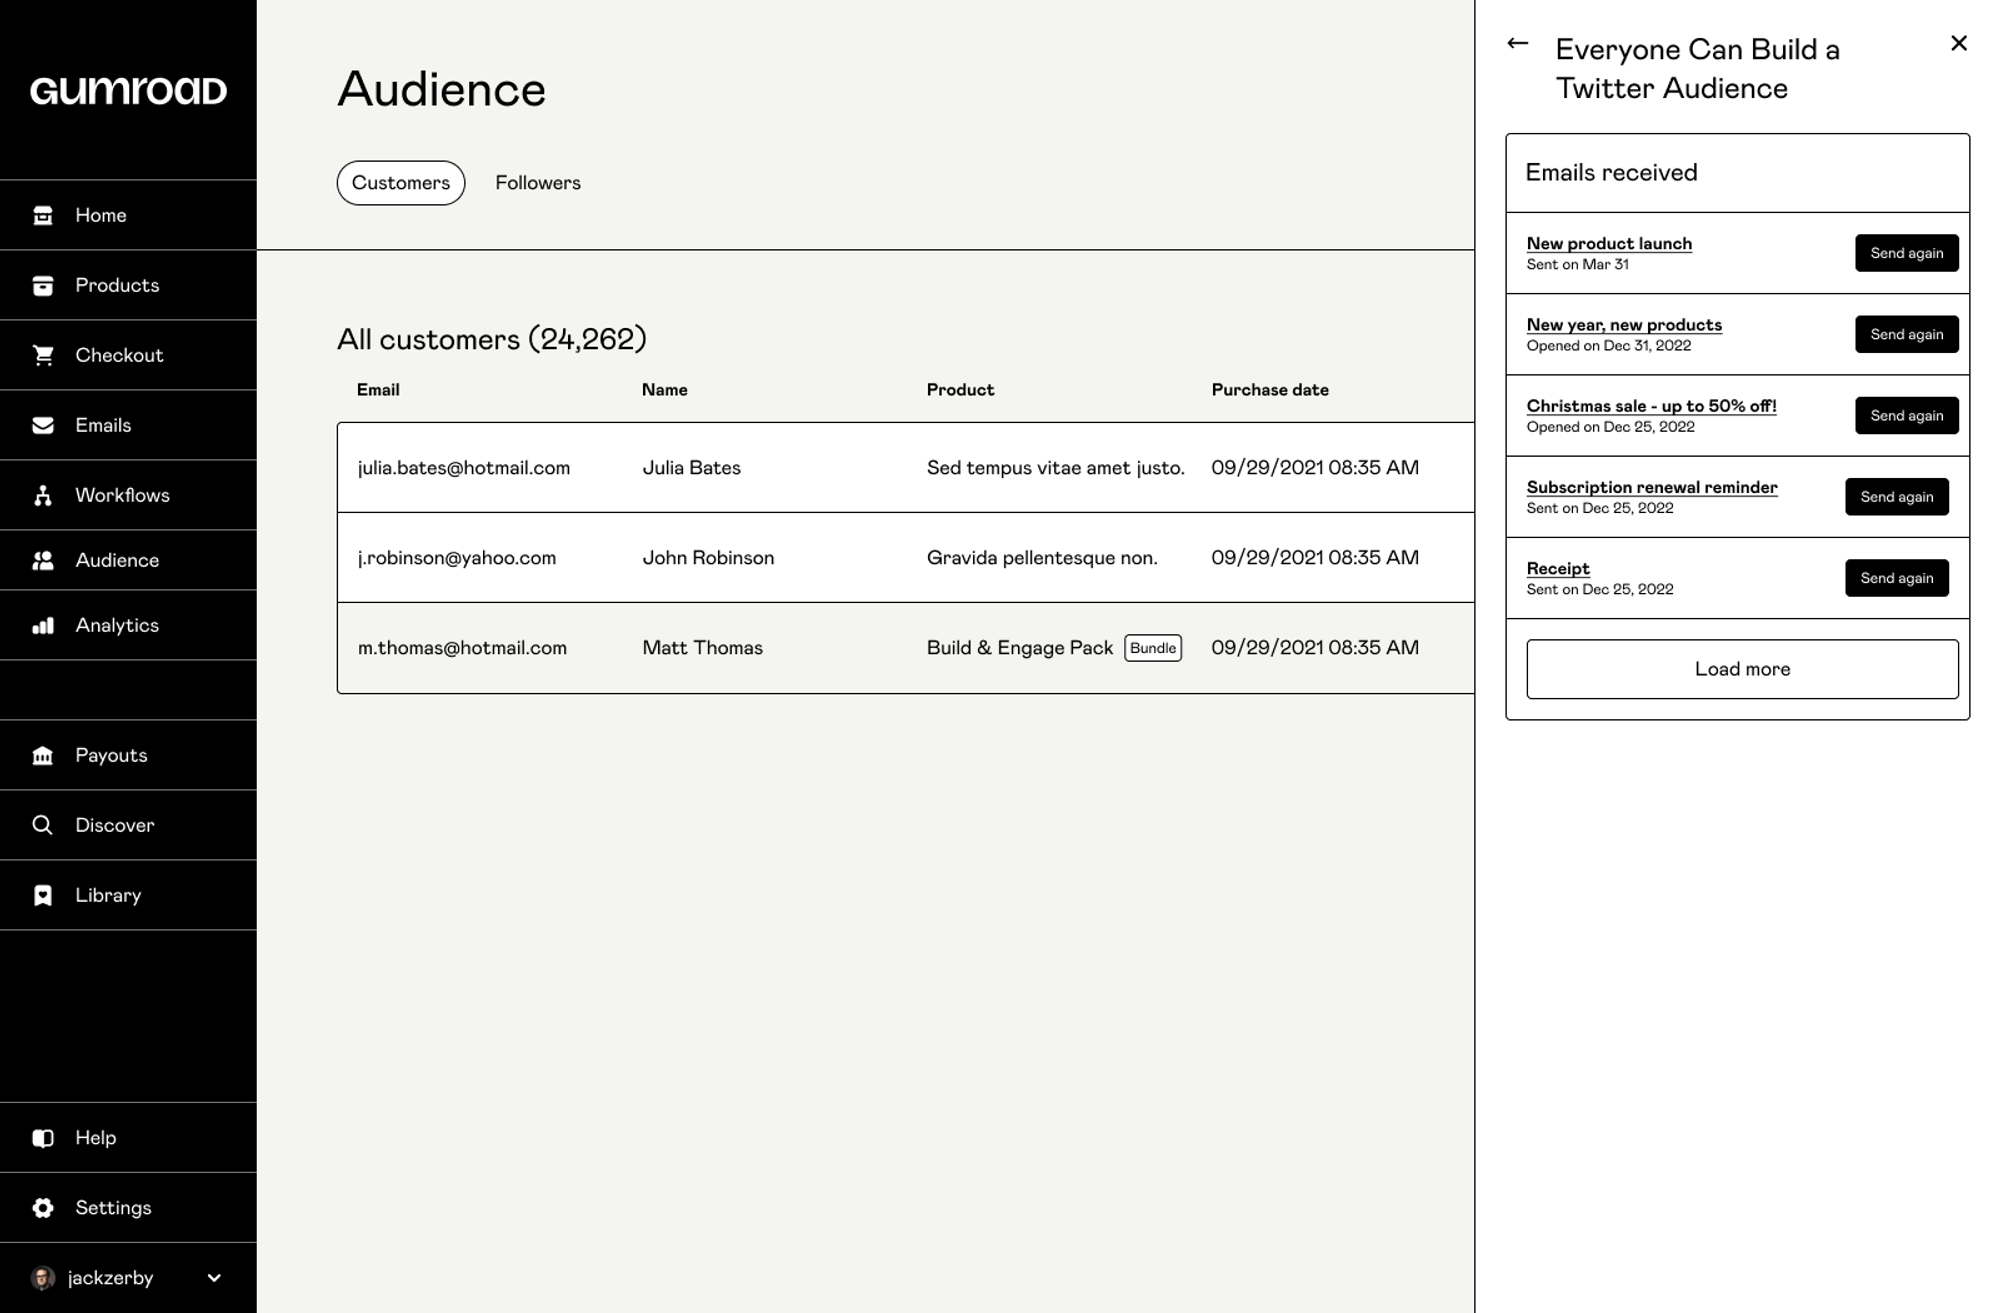 GUMROAD
Home
Products
Checkout
Emails
Workflows
Audience
Analytics
Payouts
Discover
Library
Help
Settings
jackzerby
Audience
Customers Followers
All customers (24,262)
Email Name Product Purchase date
julia.bates@hotmail.com Julia Bates Sed tempus vitae amet justo. 09/29/2021 08:35 AM
j.robinson@yahoo.com John Robinson Gravida pellentesque non. 09/29/2021 08:35 AM
m.thomas@hotmail.com Matt Thomas Build & Engage Pack Bundle 09/29/2021 08:35 AM
Everyone Can Build a
Twitter Audience
Emails received
New product launch
Sent on Mar 31
Send again
New year, new products
Opened on Dec 31, 2022
Send again
Christmas sale - up to 50% off!
Opened on Dec 25, 2022
Send again
Subscription renewal reminder
Sent on Dec 25, 2022
Send again
Receipt
Sent on Dec 25, 2022
Send again
Load more